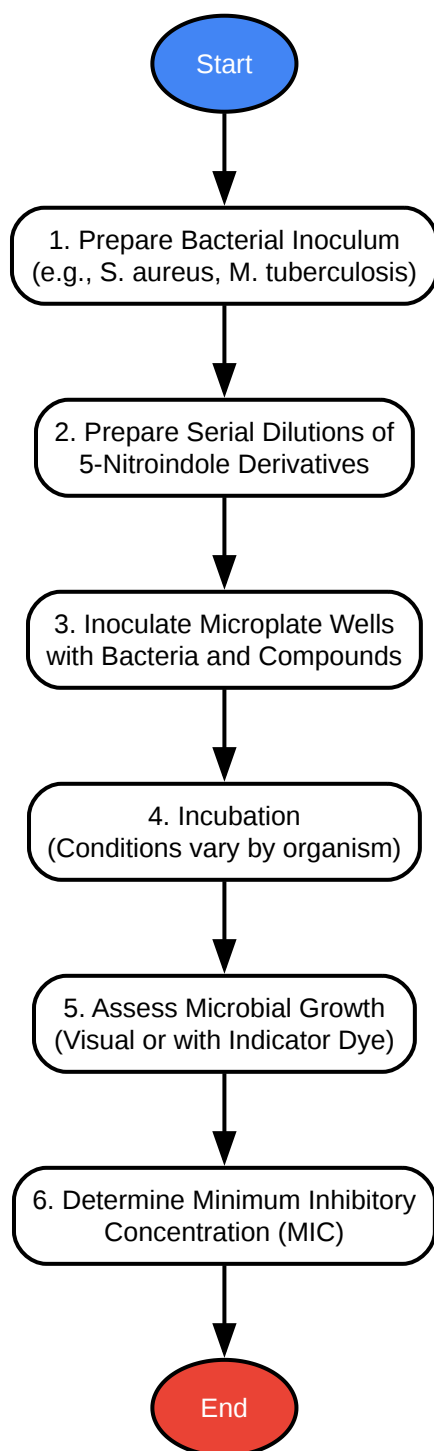 Start
1. Prepare Bacterial Inoculum
(e.g., S. aureus, M. tuberculosis)
2. Prepare Serial Dilutions of
5-Nitroindole Derivatives
3. Inoculate Microplate Wells
with Bacteria and Compounds
4. Incubation
(Conditions vary by organism)
5. Assess Microbial Growth
(Visual or with Indicator Dye)
6. Determine Minimum Inhibitory
Concentration (MIC)
End